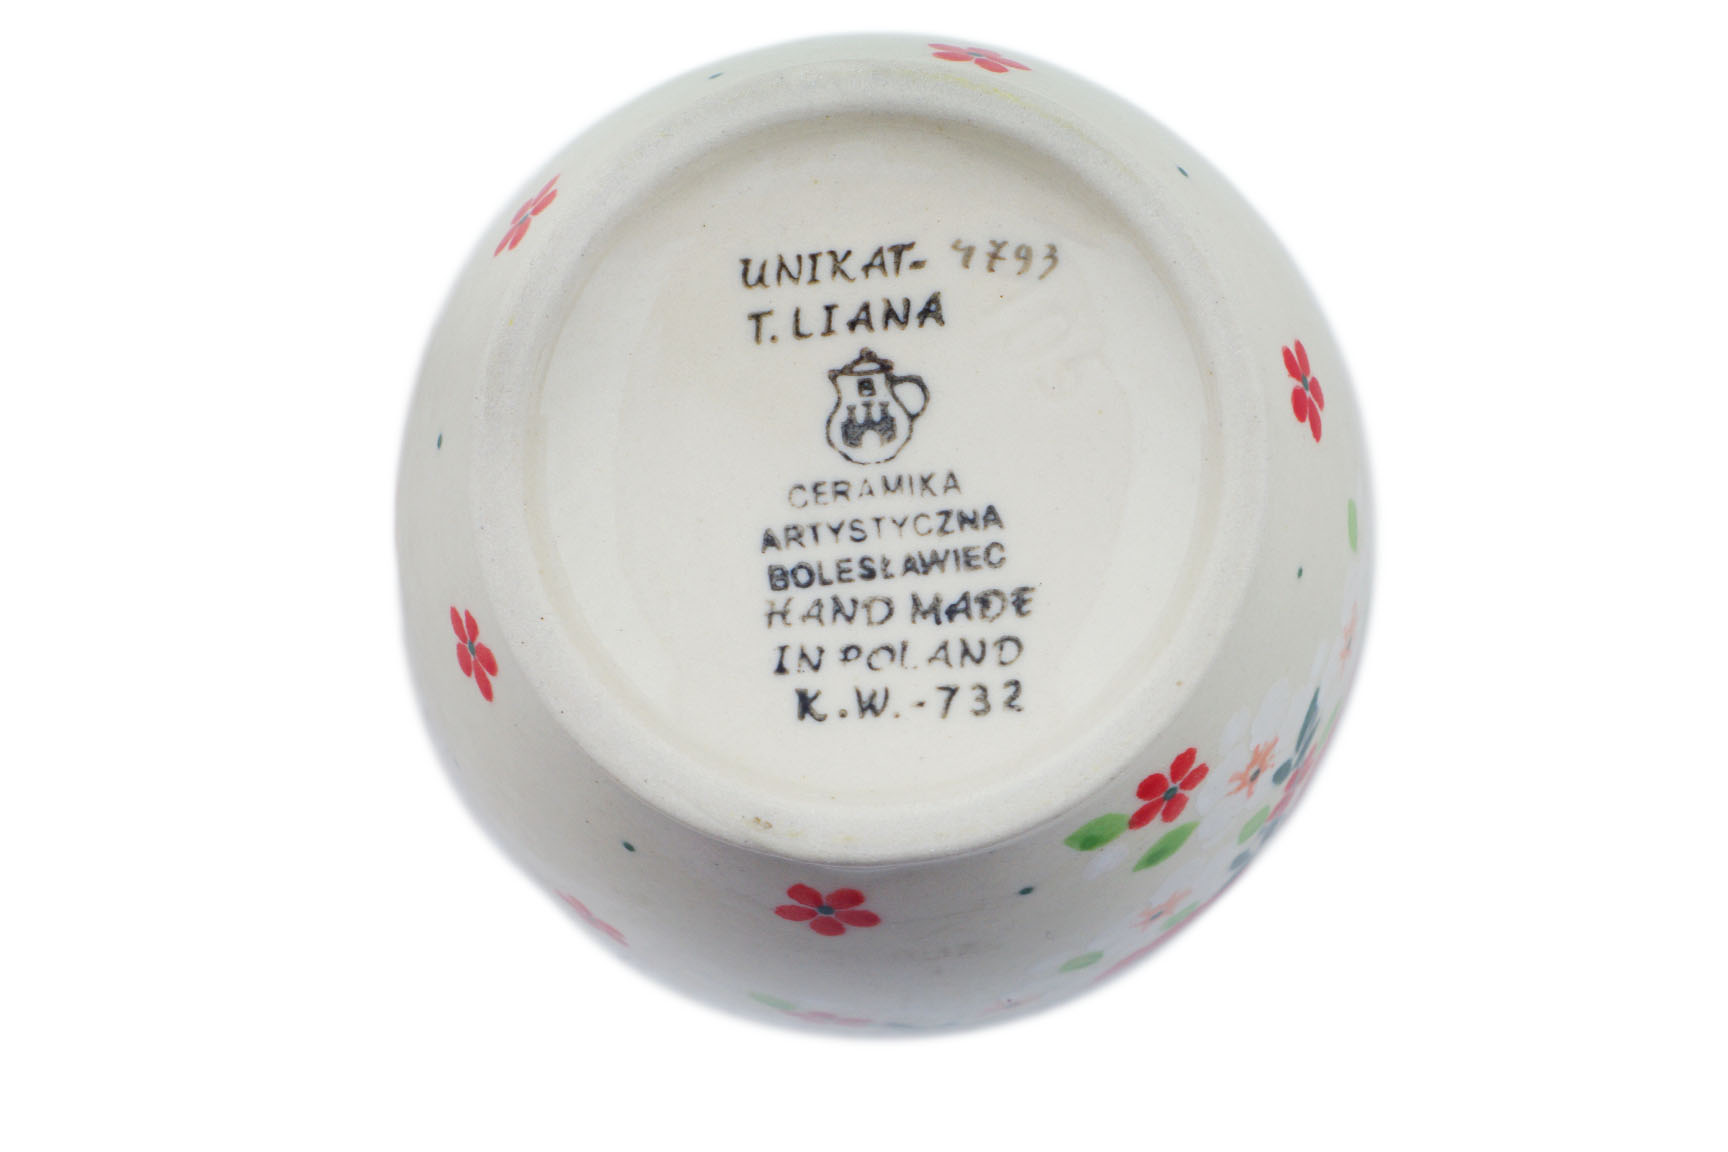 UNIKAT- 4793
T. LIANA
B
CERAMIKA
ARTYSTYCZNA
BOLESŁAWIEC
HAND MADE
IN POLAND
K.W.-732